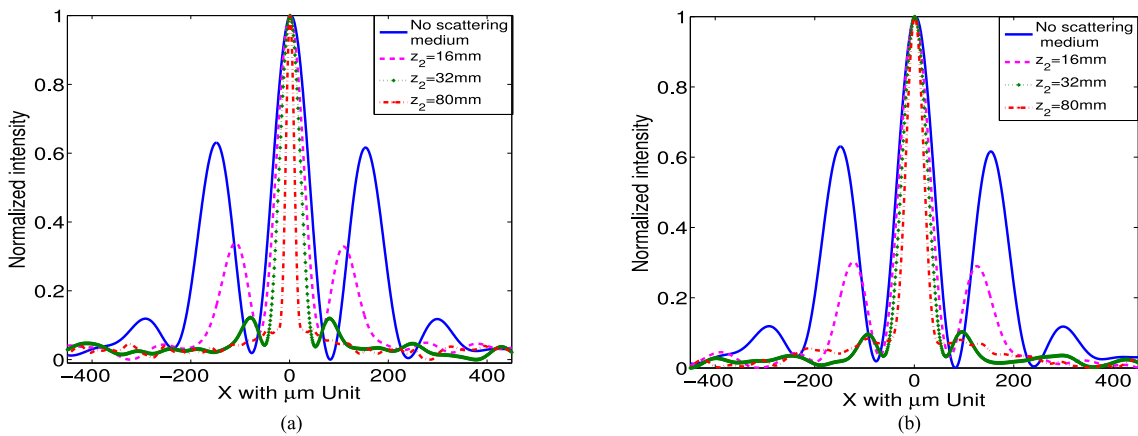 1
0.8
0.6
0.4
0.2
0
Normalized intensity
−400
−200
0
200
400
X with μm Unit
No scattering
medium
z2=16mm
z2=32mm
z2=80mm
(a)
1
0.8
0.6
0.4
0.2
0
Normalized intensity
−400
−200
0
200
400
X with μm Unit
No scattering
medium
z2=16mm
z2=32mm
z2=80mm
(b)